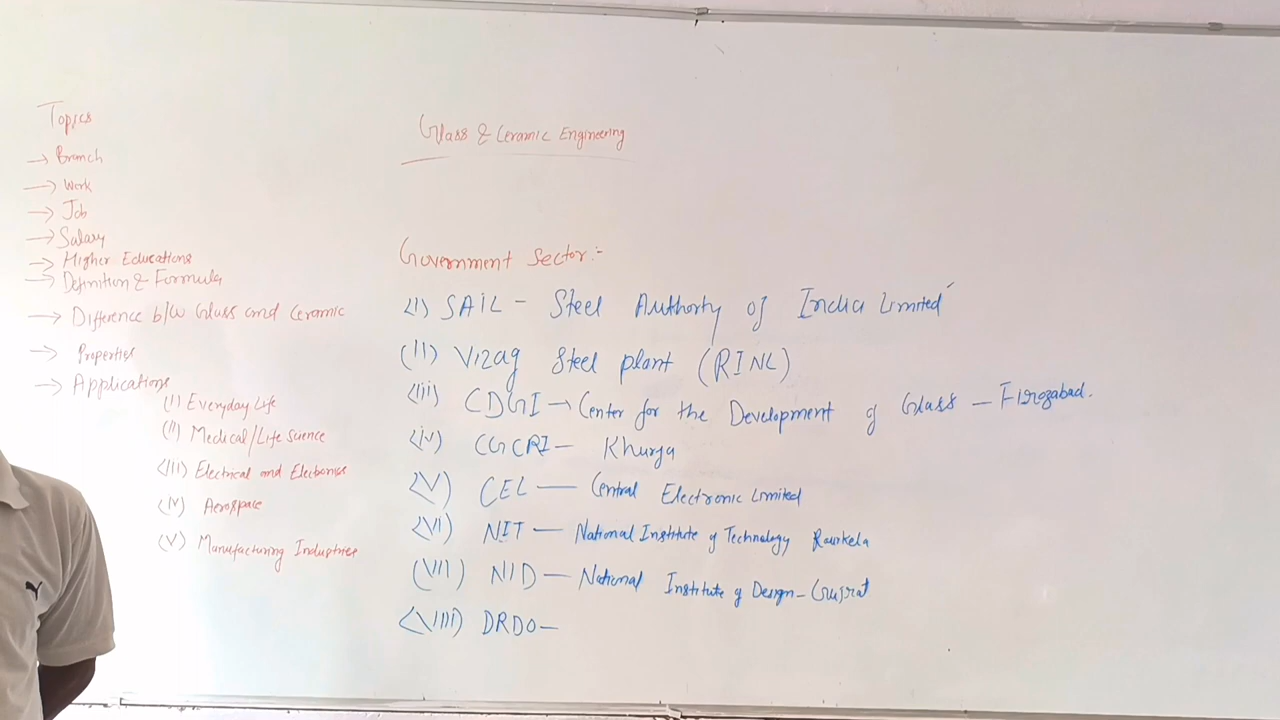 Topics
→ Branch
→ Work
→ Job
→ Salary
→ Higher Educations
→ Definition & Formula
→ Difference b/w Glass and Ceramic
→ Properties
→ Applications
(I) Everyday Life
(II) Medical/Life Science
(III) Electrical and Electronics
(IV) Aerospace
(V) Manufacturing Industries
Glass & Ceramic Engineering
Government Sector:-
(I) SAIL - Steel Authority of India Limited
(II) Vizag Steel plant (RINL)
(iii) CDGI → Center for the Development of Glass - Firozabad.
(iv) CGCRI - Khurja
(V) CEL - Central Electronic Limited
(VI) NIT - National Institute of Technology Rourkela
(VII) NID - National Institute of Design - Gujrat
(VIII) DRDO -